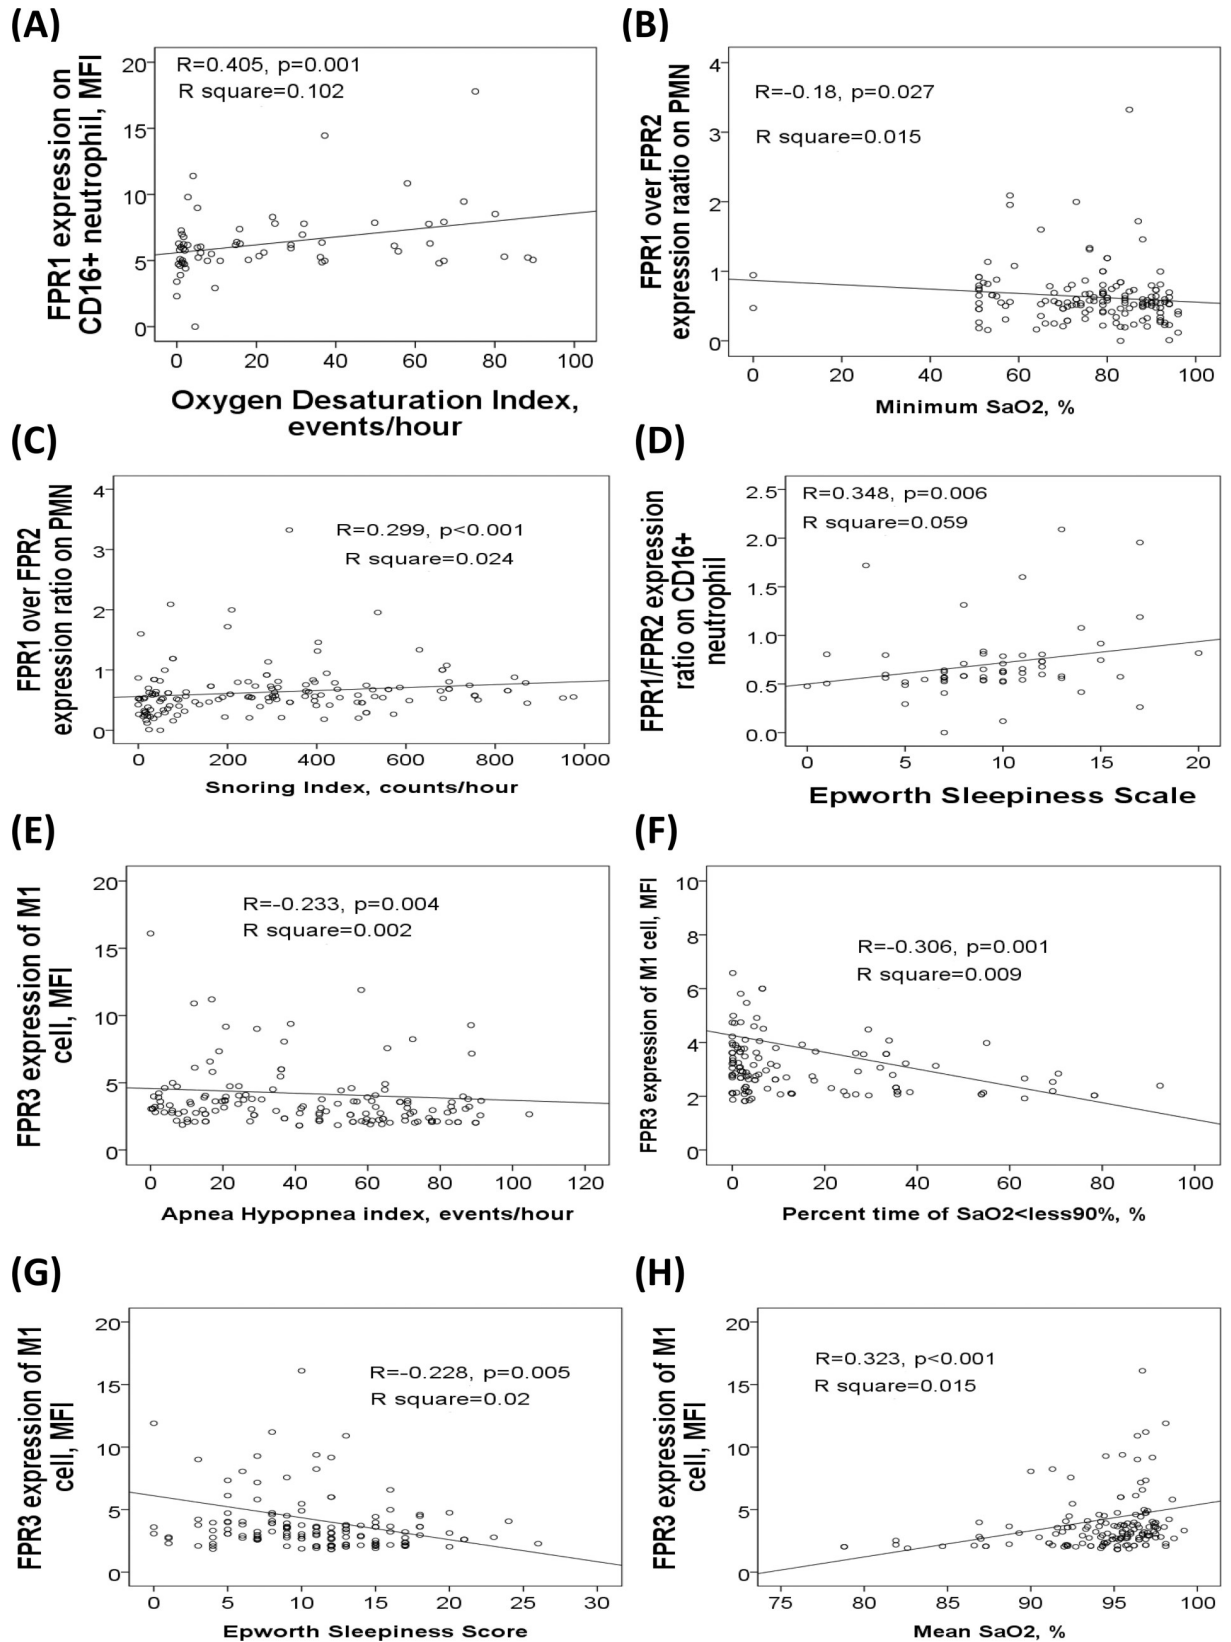 (A)
FPR1 expression on
CD16+ neutrophil, MFI
R=0.405, p=0.001
R square=0.102
20
15
10
5
0
0 20 40 60 80 100
Oxygen Desaturation Index,
events/hour
(B)
FPR1 over FPR2
expression raatio on PMN
R=-0.18, p=0.027
R square=0.015
4
3
2
1
0
0 20 40 60 80 100
Minimum SaO2, %
(C)
FPR1 over FPR2
expression ratio on PMN
R=0.299, p<0.001
R square=0.024
4
3
2
1
0
0 200 400 600 800 1000
Snoring Index, counts/hour
(D)
FPR1/FPR2 expression
ratio on CD16+
neutrophil
R=0.348, p=0.006
R square=0.059
2.5
2.0
1.5
1.0
0.5
0.0
0 5 10 15 20
Epworth Sleepiness Scale
(E)
FPR3 expression of M1
cell, MFI
R=-0.233, p=0.004
R square=0.002
20
15
10
5
0
0 20 40 60 80 100 120
Apnea Hypopnea index, events/hour
(F)
FPR3 expression of M1 cell, MFI
R=-0.306, p=0.001
R square=0.009
10
8
6
4
2
0
0 20 40 60 80 100
Percent time of SaO2<less90%, %
(G)
FPR3 expression of M1
cell, MFI
R=-0.228, p=0.005
R square=0.02
20
15
10
5
0
0 5 10 15 20 25 30
Epworth Sleepiness Score
(H)
FPR3 expression of M1
cell, MFI
R=0.323, p<0.001
R square=0.015
20
15
10
5
0
75 80 85 90 95 100
Mean SaO2, %